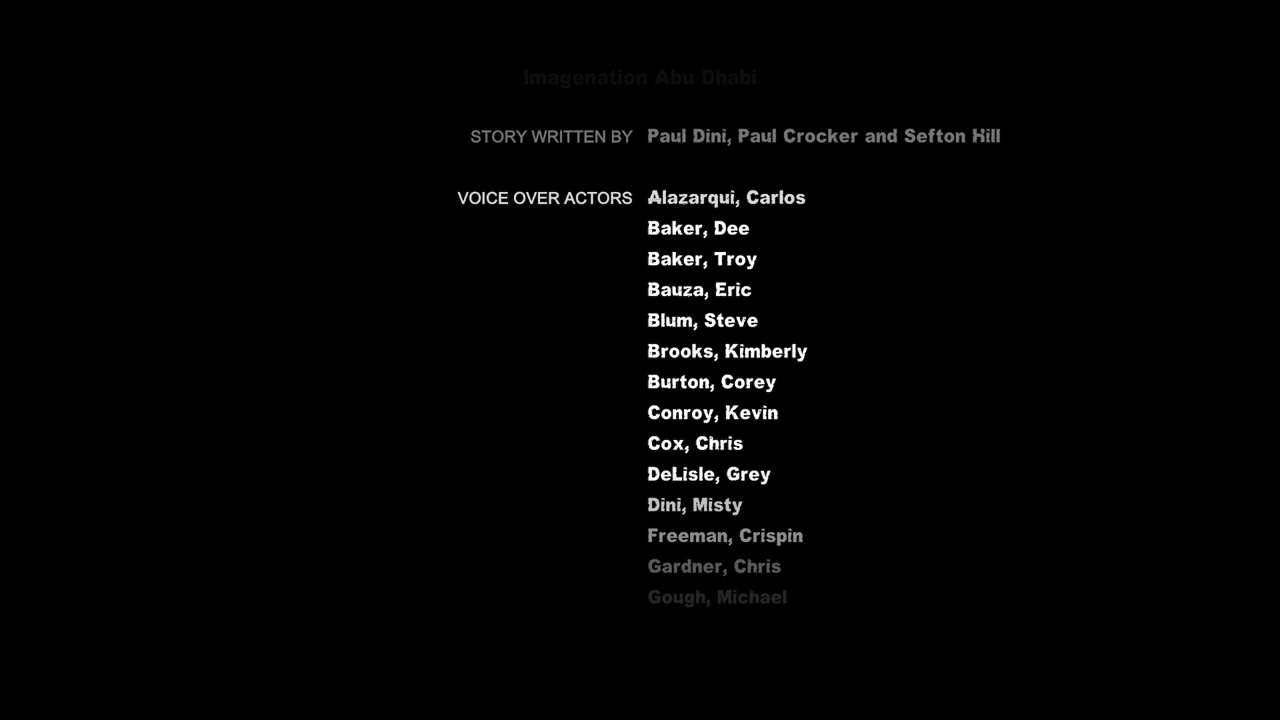 Imagenation Abu Dhabi
STORY WRITTEN BY Paul Dini, Paul Crocker and Sefton Hill
VOICE OVER ACTORS Alazarqui, Carlos
Baker, Dee
Baker, Troy
Bauza, Eric
Blum, Steve
Brooks, Kimberly
Burton, Corey
Conroy, Kevin
Cox, Chris
DeLisle, Grey
Dini, Misty
Freeman, Crispin
Gardner, Chris
Gough, Michael